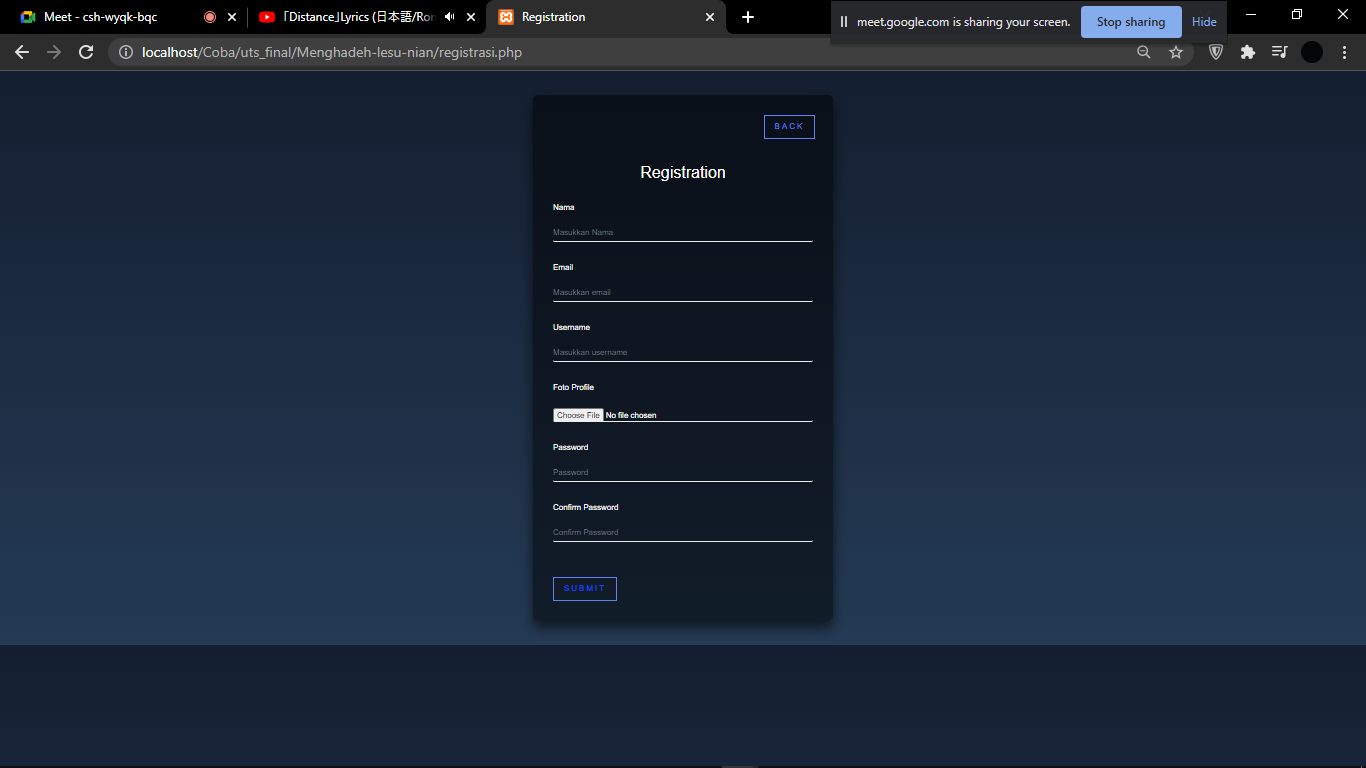 Meet - csh-wyqk-bqc
「Distance」Lyrics (日本語/Ron
Registration
meet.google.com is sharing your screen.
Stop sharing
Hide
localhost/Coba/uts_final/Menghadeh-lesu-nian/registrasi.php
BACK
Registration
Nama
Masukkan Nama
Email
Masukkan email
Username
Masukkan username
Foto Profile
Choose File No file chosen
Password
Password
Confirm Password
Confirm Password
SUBMIT